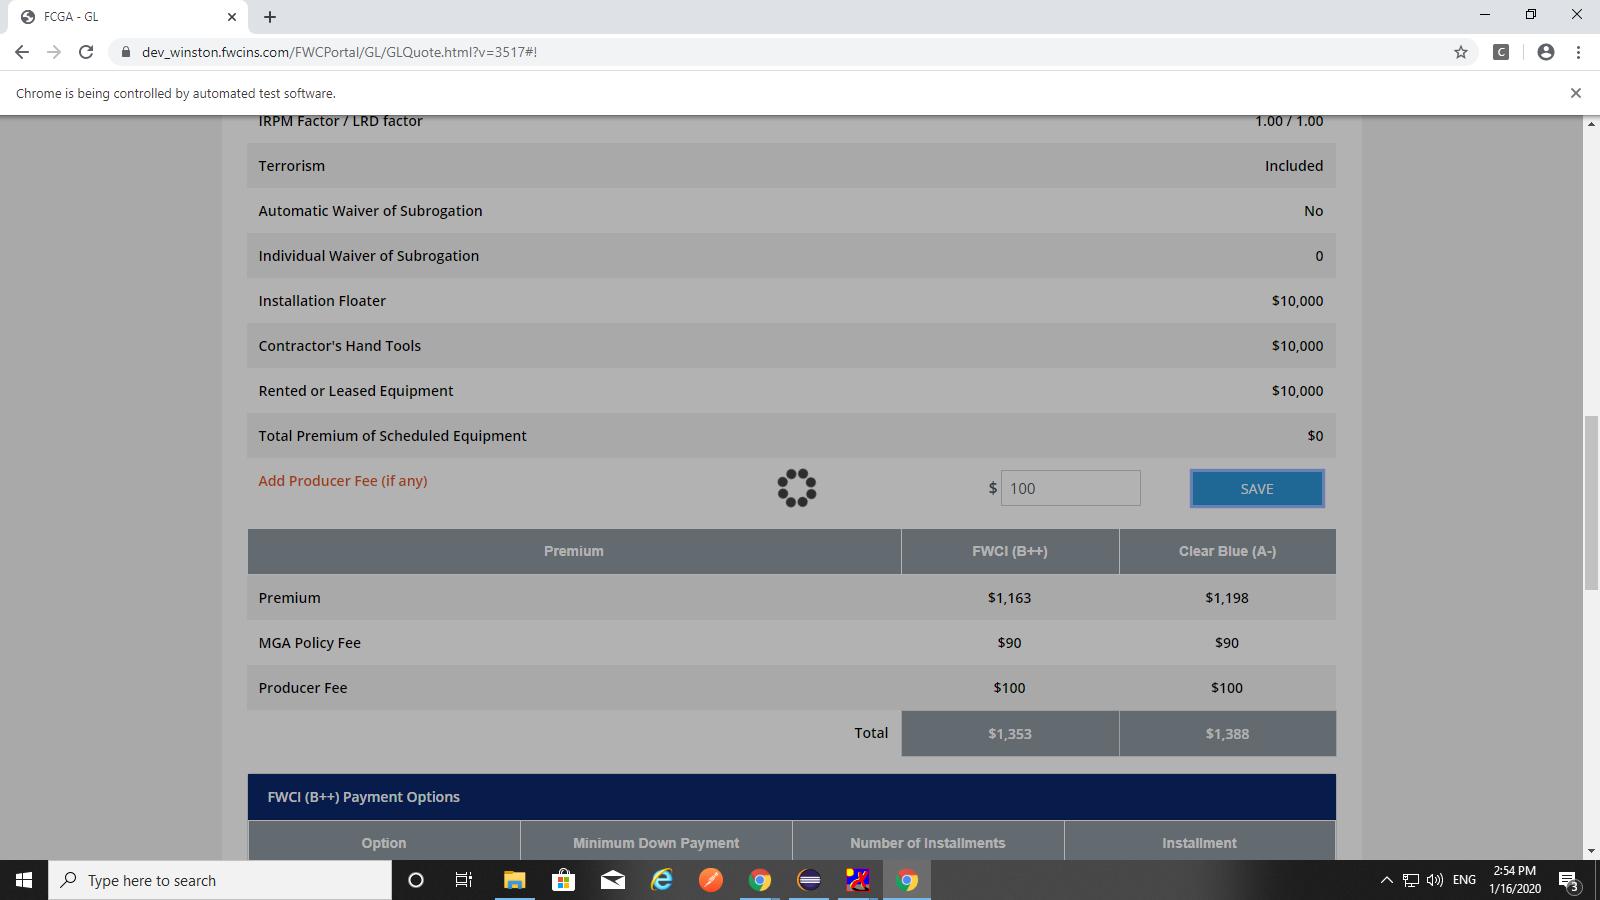 FCGA - GL
dev_winston.fwcins.com/FWCPortal/GL/GLQuote.html?v=3517#!
C
Chrome is being controlled by automated test software.
IRPM Factor / LRD factor 1.00 / 1.00
Terrorism Included
Automatic Waiver of Subrogation No
Individual Waiver of Subrogation 0
Installation Floater $10,000
Contractor's Hand Tools $10,000
Rented or Leased Equipment $10,000
Total Premium of Scheduled Equipment $0
Add Producer Fee (if any) $ 100 SAVE
Premium FWCI (B++) Clear Blue (A-)
Premium $1,163 $1,198
MGA Policy Fee $90 $90
Producer Fee $100 $100
Total $1,353 $1,388
FWCI (B++) Payment Options
Option Minimum Down Payment Number of Installments Installment
Type here to search
ENG
2:54 PM
1/16/2020
3